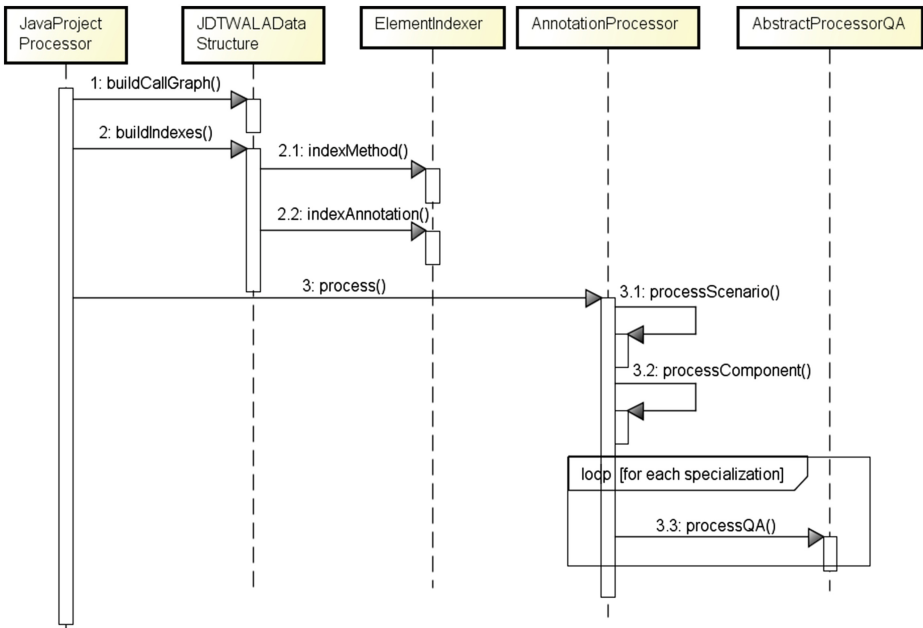 JavaProject
Processor
JDTWALAData
Structure
ElementIndexer
AnnotationProcessor
AbstractProcessorQA
1: buildCallGraph()
2: buildIndexes()
2.1: indexMethod()
2.2: indexAnnotation()
3: process()
3.1: processScenario()
3.2: processComponent()
loop [for each specialization]
3.3: processQA()